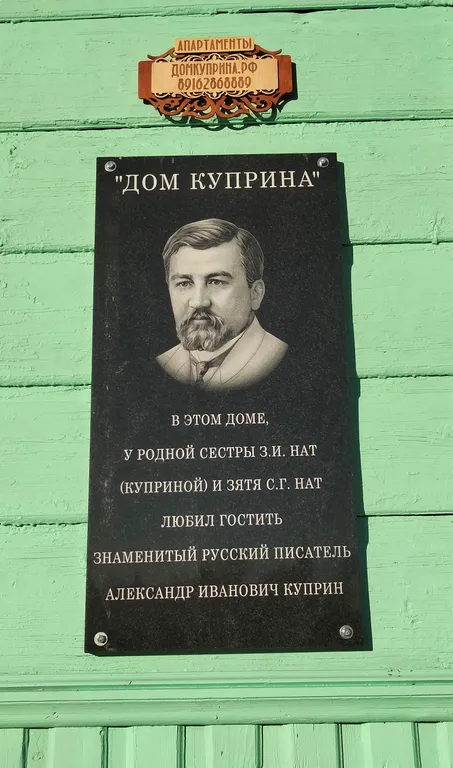 АПАРТАМЕНТЫ
ДОМКУПРИНА.РФ
89162868889
"ДОМ КУПРИНА"
В ЭТОМ ДОМЕ,
У РОДНОЙ СЕСТРЫ З.И. НАТ
(КУПРИНОЙ) И ЗЯТЯ С.Г. НАТ
ЛЮБИЛ ГОСТИТЬ
ЗНАМЕНИТЫЙ РУССКИЙ ПИСАТЕЛЬ
АЛЕКСАНДР ИВАНОВИЧ КУПРИН